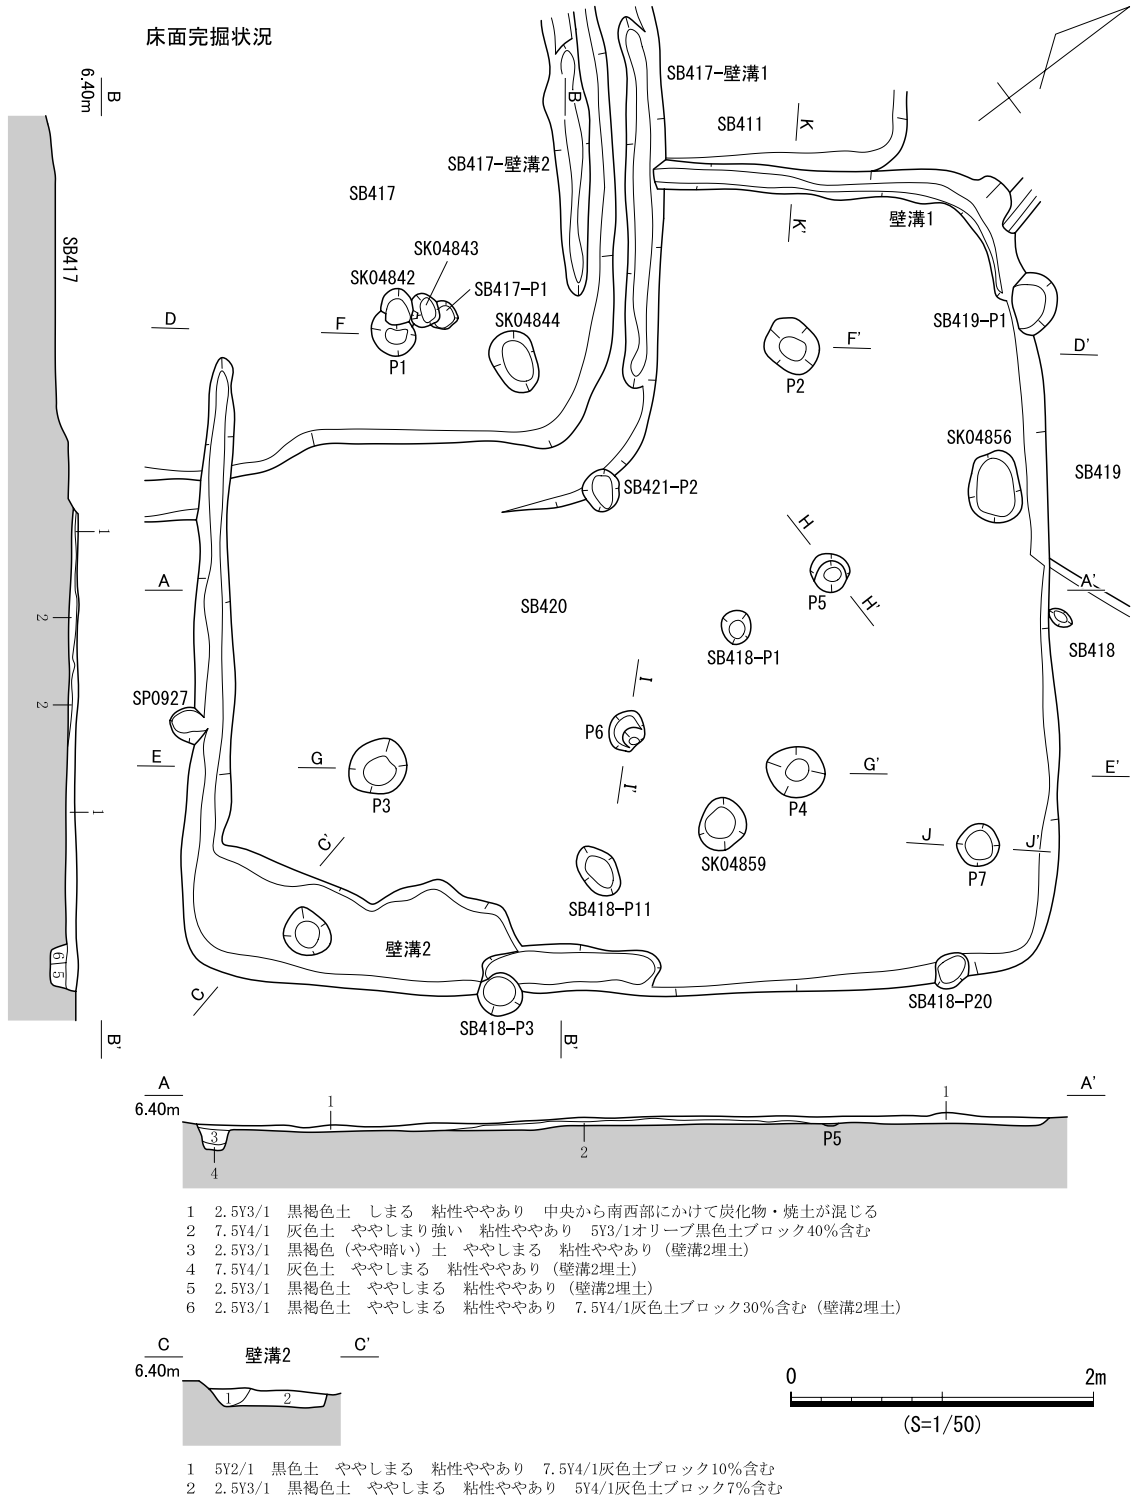 床面完掘状況
B
6.40m
B
SB417-壁溝1
SB411
K
SB417-壁溝2
SB417
壁溝1
K'
SB417
SK04843
SK04842
SB417-P1
SK04844
SB419-P1
D
F
F'
D'
P1
P2
SK04856
SB419
SB421-P2
1
H
A
A'
SB420
P5
H'
2
SB418-P1
SB418
I
SP0927
2
P6
E
G
G'
E'
P3
I'
P4
1
C'
J
J'
SK04859
P7
SB418-P11
壁溝2
6
5
C
SB418-P3
SB418-P20
B'
B'
A
6.40m
A'
1
1
3
4
2
P5
1 2.5Y3/1 黒褐色土 しまる 粘性ややあり 中央から南西部にかけて炭化物・焼土が混じる
2 7.5Y4/1 灰色土 ややしまり強い 粘性ややあり 5Y3/1オリーブ黒色土ブロック40%含む
3 2.5Y3/1 黒褐色（やや暗い）土 ややしまる 粘性ややあり（壁溝2埋土）
4 7.5Y4/1 灰色土 ややしまる 粘性ややあり（壁溝2埋土）
5 2.5Y3/1 黒褐色土 ややしまる 粘性ややあり（壁溝2埋土）
6 2.5Y3/1 黒褐色土 ややしまる 粘性ややあり 7.5Y4/1灰色土ブロック30%含む（壁溝2埋土）
C
壁溝2
C'
6.40m
1
2
0
2m
(S=1/50)
1 5Y2/1 黒色土 ややしまる 粘性ややあり 7.5Y4/1灰色土ブロック10%含む
2 2.5Y3/1 黒褐色土 ややしまる 粘性ややあり 5Y4/1灰色土ブロック7%含む